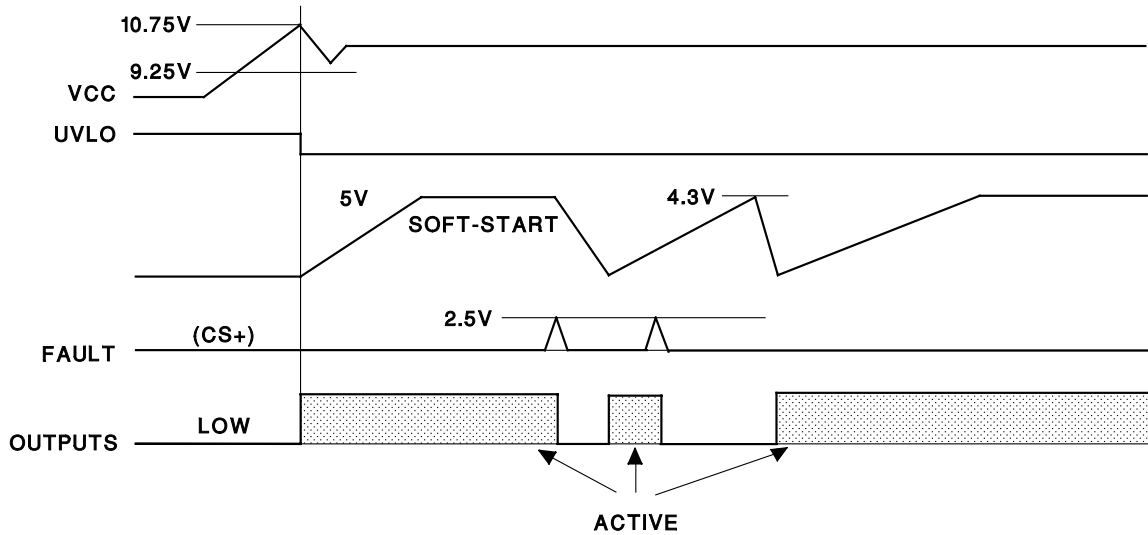 10.75V
9.25V
VCC
UVLO
5V
4.3V
SOFT-START
2.5V
(CS+)
FAULT
LOW
OUTPUTS
ACTIVE